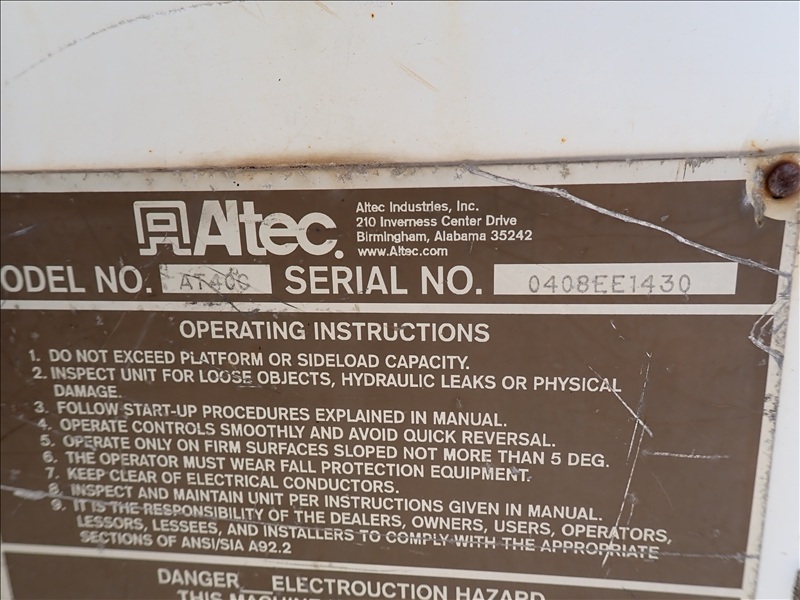 Altec.
Altec Industries, Inc.
210 Inverness Center Drive
Birmingham, Alabama 35242
www.Altec.com
ODEL NO. AT40S SERIAL NO. 0408EE1430
OPERATING INSTRUCTIONS
1. DO NOT EXCEED PLATFORM OR SIDELOAD CAPACITY.
2. INSPECT UNIT FOR LOOSE OBJECTS, HYDRAULIC LEAKS OR PHYSICAL
DAMAGE.
3. FOLLOW START-UP PROCEDURES EXPLAINED IN MANUAL.
4. OPERATE CONTROLS SMOOTHLY AND AVOID QUICK REVERSAL.
5. OPERATE ONLY ON FIRM SURFACES SLOPED NOT MORE THAN 5 DEG.
6. THE OPERATOR MUST WEAR FALL PROTECTION EQUIPMENT.
7. KEEP CLEAR OF ELECTRICAL CONDUCTORS.
8. INSPECT AND MAINTAIN UNIT PER INSTRUCTIONS GIVEN IN MANUAL.
9. IT IS THE RESPONSIBILITY OF THE DEALERS, OWNERS, USERS, OPERATORS,
LESSORS, LESSEES, AND INSTALLERS TO COMPLY WITH THE APPROPRIATE
SECTIONS OF ANSI/SIA A92.2
DANGER ELECTROUCTION HAZARD
THIS MACHINE